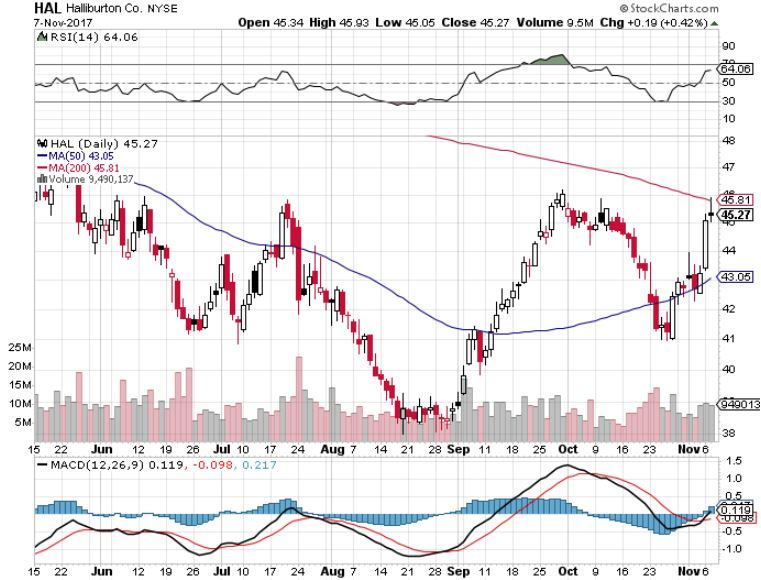 HAL Halliburton Co. NYSE © StockCharts.com
7-Nov-2017 Open 45.34 High 45.93 Low 45.05 Close 45.27 Volume 9.5M Chg +0.19 (+0.42%)
RSI(14) 64.06
90
70
64.06
50
30
10
HAL (Daily) 45.27
MA(50) 43.05
MA(200) 45.81
Volume 9,490,137
48
47
46
45.81
45.27
44
43.05
42
41
40
39
38
25M
20M
15M
10M
5M
949013
15 22 Jun 12 19 26 Jul 10 17 24 Aug 7 14 21 28 Sep 11 18 25 Oct 9 16 23 Nov 6
MACD(12,26,9) 0.119, -0.098, 0.217
1.5
1.0
0.5
0.119
-0.098
-0.5
-1.0
15 22 Jun 12 19 26 Jul 10 17 24 Aug 7 14 21 28 Sep 11 18 25 Oct 9 16 23 Nov 6